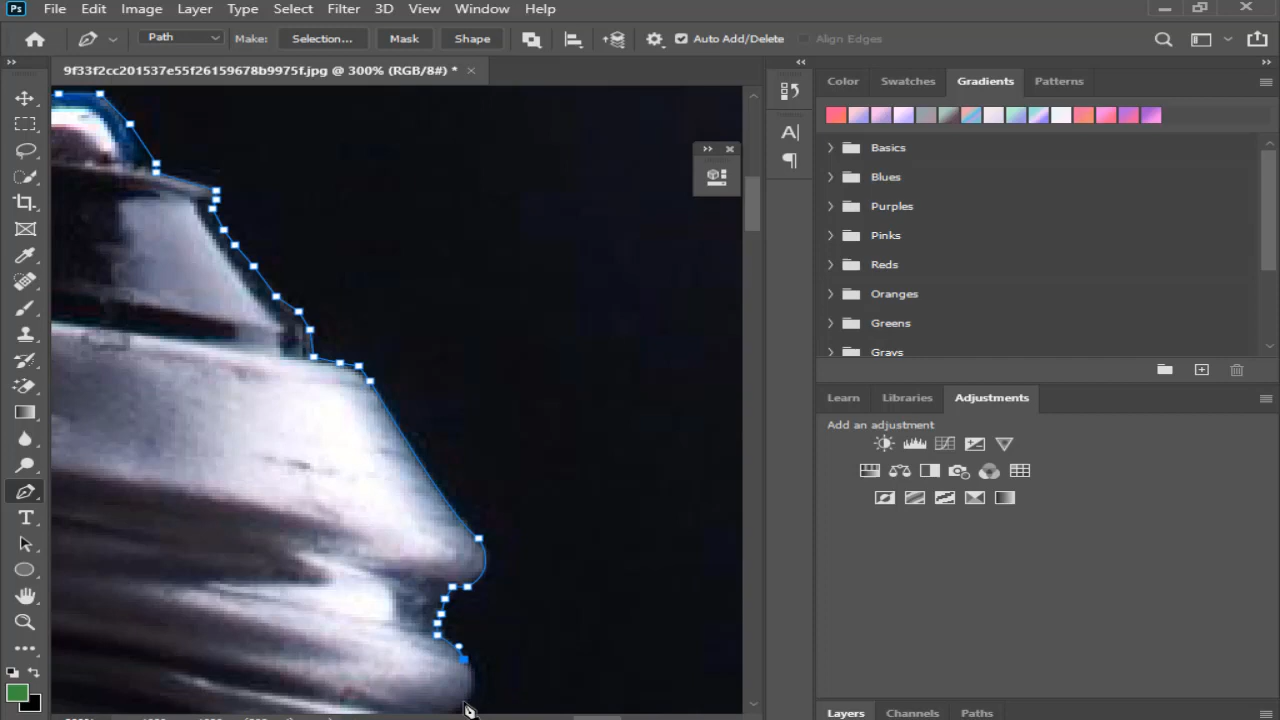 Ps File Edit Image Layer Type Select Filter 3D View Window Help
Path Make: Selection... Mask Shape Auto Add/Delete Align Edges
9f33f2cc201537e55f26159678b9975f.jpg @ 300% (RGB/8#) *
Color Swatches Gradients Patterns
Basics
Blues
Purples
Pinks
Reds
Oranges
Greens
Grays
Learn Libraries Adjustments
Add an adjustment
Layers Channels Paths